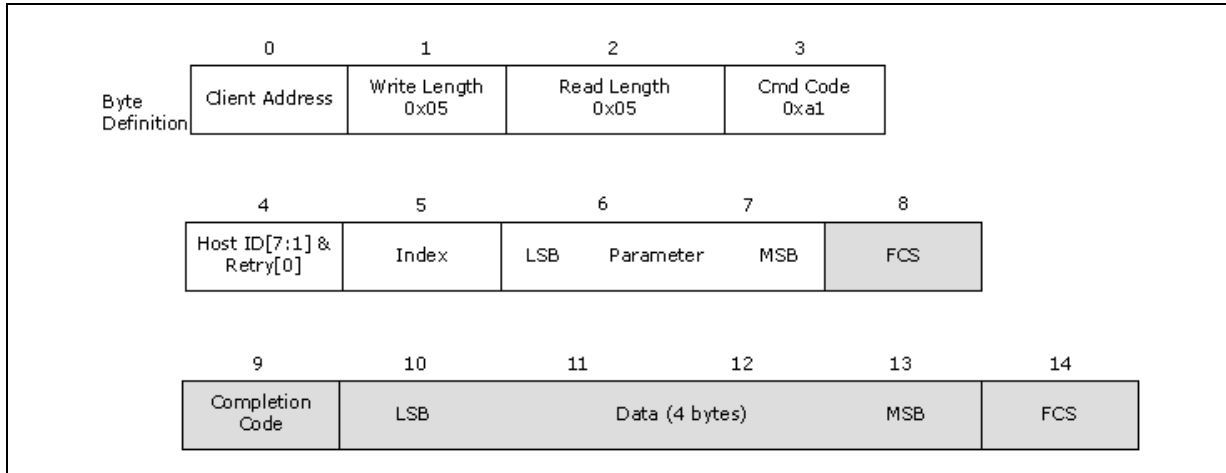 0 1 2 3
Byte Definition
Client Address
Write Length
0x05
Read Length
0x05
Cmd Code
0xa1
4 5 6 7 8
Host ID[7:1] &
Retry[0]
Index
LSB Parameter MSB
FCS
9 10 11 12 13 14
Completion
Code
LSB Data (4 bytes) MSB
FCS